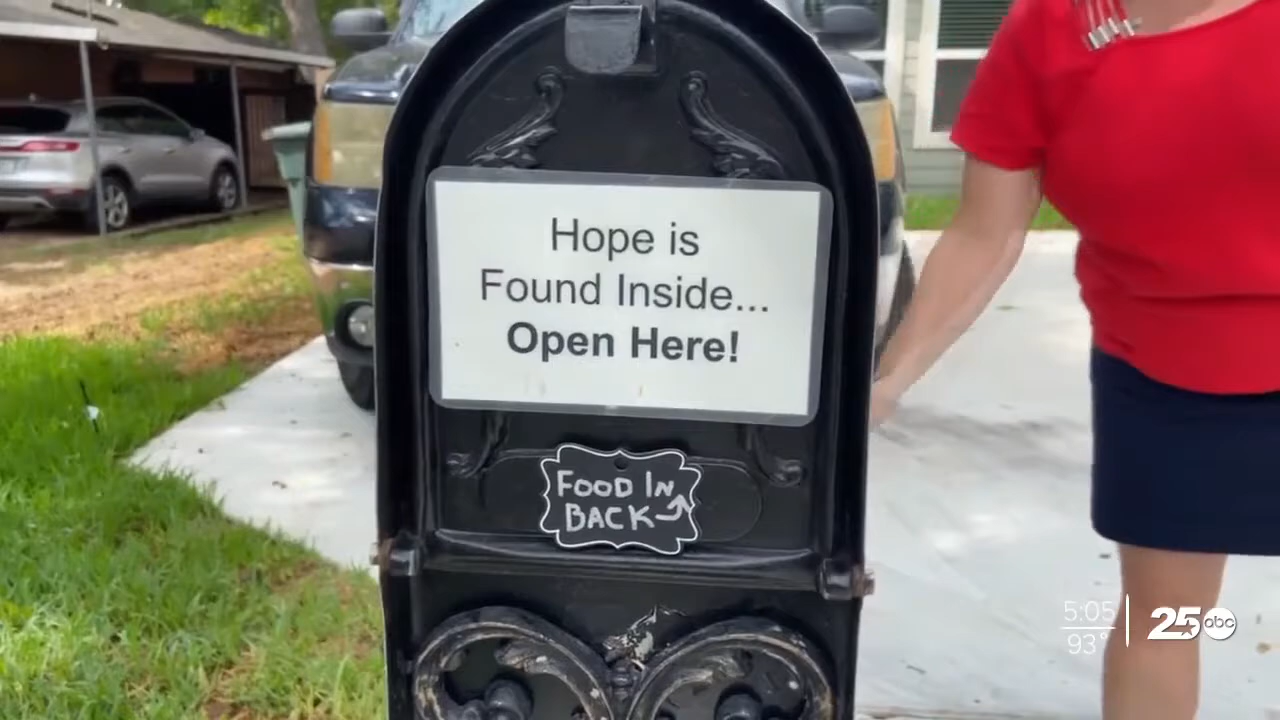 Hope is
Found Inside...
Open Here!
FOOD IN
BACK
5:05
93°
25 abc